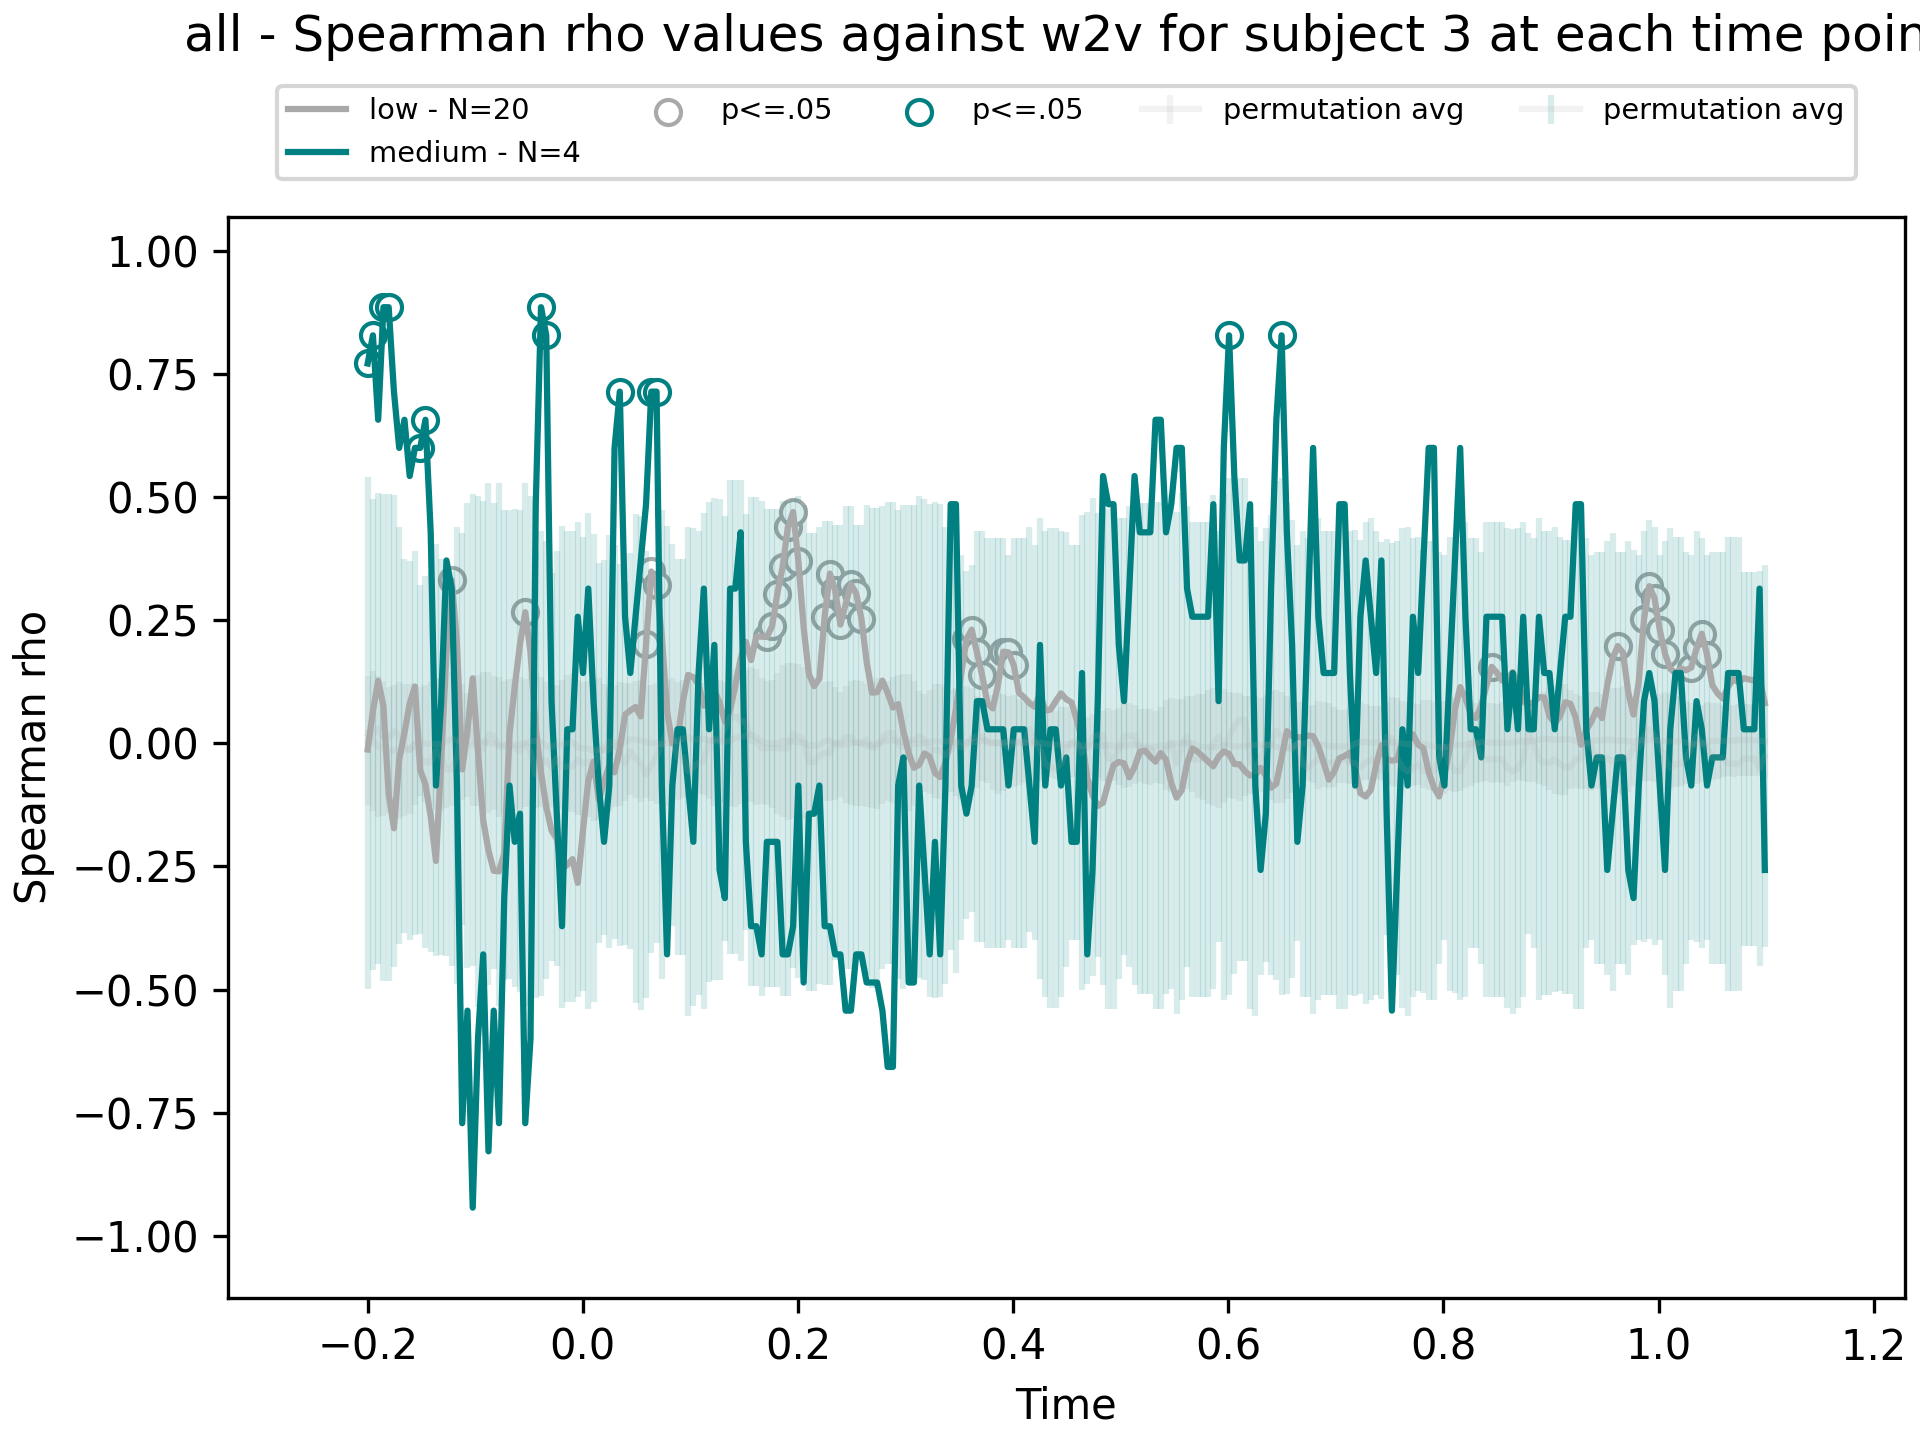 all - Spearman rho values against w2v for subject 3 at each time poin
low - N=20
medium - N=4
p<=.05
p<=.05
permutation avg
permutation avg
1.00
0.75
0.50
0.25
0.00
−0.25
−0.50
−0.75
−1.00
Spearman rho
−0.2 0.0 0.2 0.4 0.6 0.8 1.0 1.2
Time